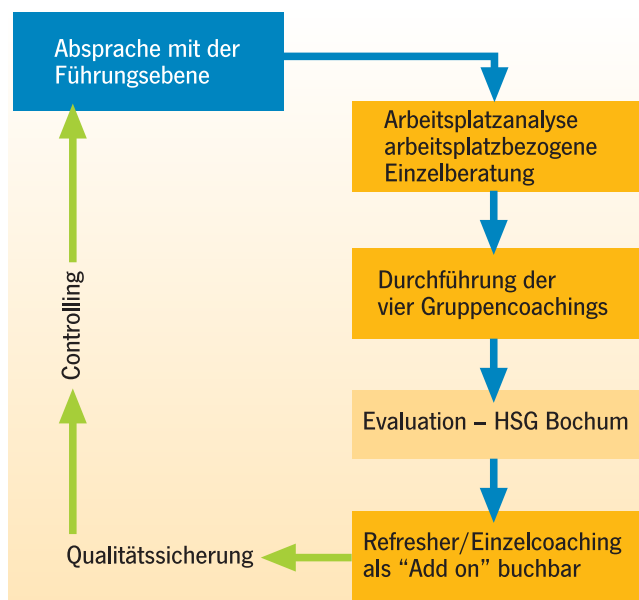 Absprache mit der
Führungsebene
Arbeitsplatzanalyse
arbeitsplatzbezogene
Einzelberatung
Durchführung der
vier Gruppencoachings
Evaluation – HSG Bochum
Refresher/Einzelcoaching
als “Add on” buchbar
Qualitätssicherung
Controlling